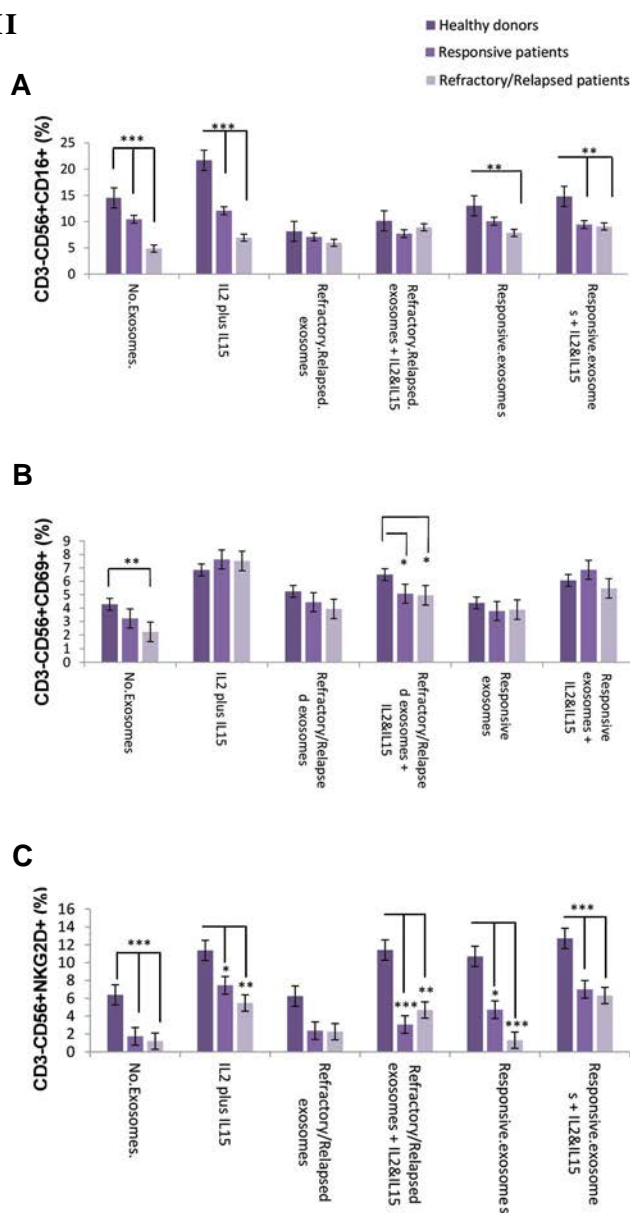 II
Healthy donors
Responsive patients
Refractory/Relapsed patients
A
CD3-CD56+CD16+ (%)
25
20
15
10
5
0
***
***
**
**
No.Exosomes.
IL2 plus IL15
Refractory.Relapsed.
exosomes
Refractory.Relapsed.
exosomes + IL2&IL15
Responsive.exosomes
Responsive.exosome
s + IL2&IL15
B
CD3-CD56+CD69+ (%)
9
8
7
6
5
4
3
2
1
0
**
*
*
No.Exosomes
IL2 plus IL15
Refractory/Relapse
d exosomes
Refractory/Relapse
d exosomes +
IL2&IL15
Responsive
exosomes
Responsive
exosomes +
IL2&IL15
C
CD3-CD56+NKG2D+ (%)
16
14
12
10
8
6
4
2
0
***
*
**
***
**
*
***
***
No.Exosomes.
IL2 plus IL15
Refractory/Relapsed
exosomes
Refractory/Relapsed
exosomes + IL2&IL15
Responsive.exosomes
Responsive.exosome
s + IL2&IL15